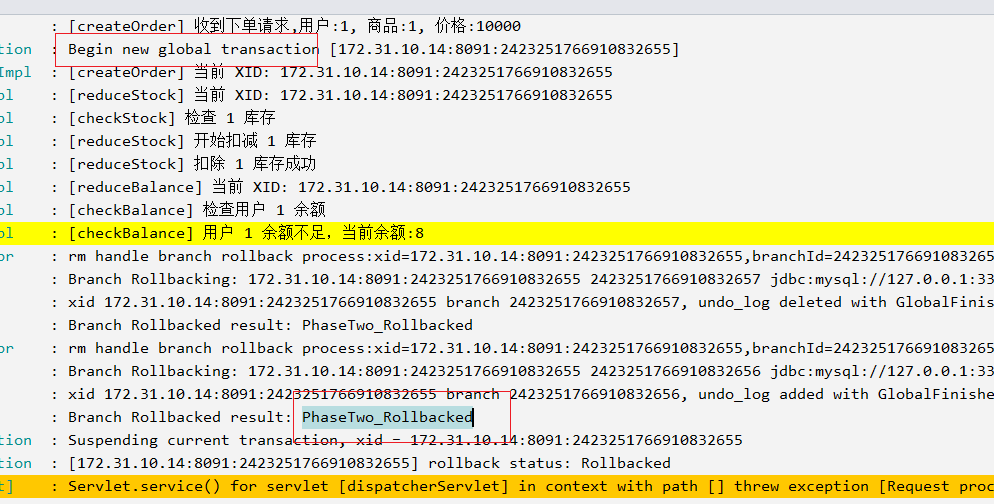 : [createOrder] 收到下单请求,用户:1, 商品:1, 价格:10000
tion : Begin new global transaction [172.31.10.14:8091:2423251766910832655]
Impl : [createOrder] 当前 XID: 172.31.10.14:8091:2423251766910832655
pl : [reduceStock] 当前 XID: 172.31.10.14:8091:2423251766910832655
pl : [checkStock] 检查 1 库存
pl : [reduceStock] 开始扣减 1 库存
pl : [reduceStock] 扣除 1 库存成功
pl : [reduceBalance] 当前 XID: 172.31.10.14:8091:2423251766910832655
pl : [checkBalance] 检查用户 1 余额
pl : [checkBalance] 用户 1 余额不足，当前余额:8
or : rm handle branch rollback process:xid=172.31.10.14:8091:2423251766910832655,branchId=24232517669108326
: Branch Rollbacking: 172.31.10.14:8091:2423251766910832655 2423251766910832657 jdbc:mysql://127.0.0.1:33
: xid 172.31.10.14:8091:2423251766910832655 branch 2423251766910832657, undo_log deleted with GlobalFinis
: Branch Rollbacked result: PhaseTwo_Rollbacked
or : rm handle branch rollback process:xid=172.31.10.14:8091:2423251766910832655,branchId=24232517669108326
: Branch Rollbacking: 172.31.10.14:8091:2423251766910832655 2423251766910832656 jdbc:mysql://127.0.0.1:33
: xid 172.31.10.14:8091:2423251766910832655 branch 2423251766910832656, undo_log added with GlobalFinishe
: Branch Rollbacked result: PhaseTwo_Rollbacked
tion : Suspending current transaction, xid = 172.31.10.14:8091:2423251766910832655
tion : [172.31.10.14:8091:2423251766910832655] rollback status: Rollbacked
t] : Servlet.service() for servlet [dispatcherServlet] in context with path [] threw exception [Request proc